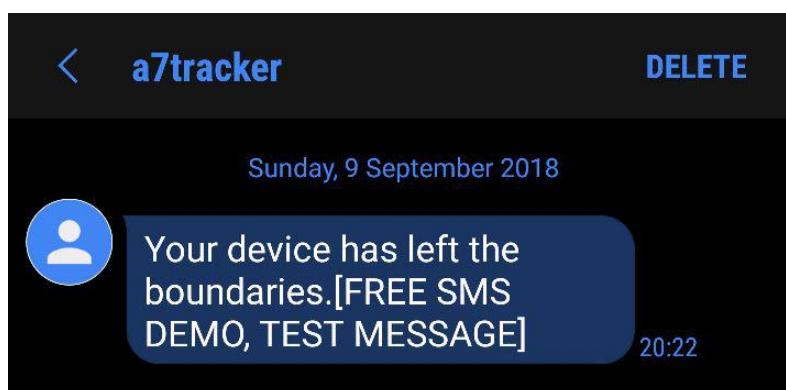 a7tracker DELETE
Sunday, 9 September 2018
Your device has left the
boundaries.[FREE SMS
DEMO, TEST MESSAGE]
20:22